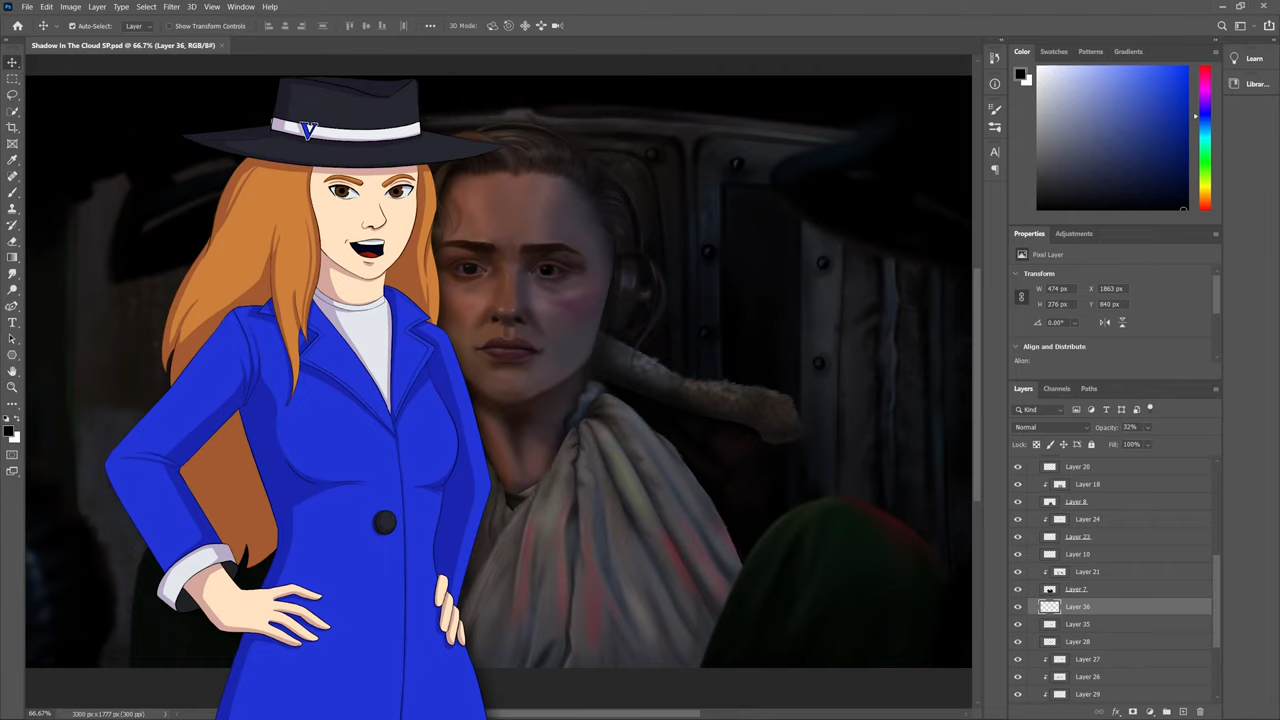 File Edit Image Layer Type Select Filter 3D View Window Help
Auto-Select: Layer Show Transform Controls 3D Mode:
Shadow In The Cloud SP.psd @ 66.7% (Layer 36, RGB/8#)
Color Swatches Patterns Gradients
Learn
Librar...
V
Properties Adjustments
Pixel Layer
Transform
W 474 px X 1863 px
H 276 px Y 840 px
0.00°
Align and Distribute
Align:
Layers Channels Paths
Kind
Normal Opacity: 32%
Lock: Fill: 100%
Layer 20
Layer 18
Layer 8
Layer 24
Layer 23
Layer 10
Layer 21
Layer 7
Layer 36
Layer 35
Layer 28
Layer 27
Layer 26
Layer 29
66.67% 3300 px x 1777 px (300 ppi)